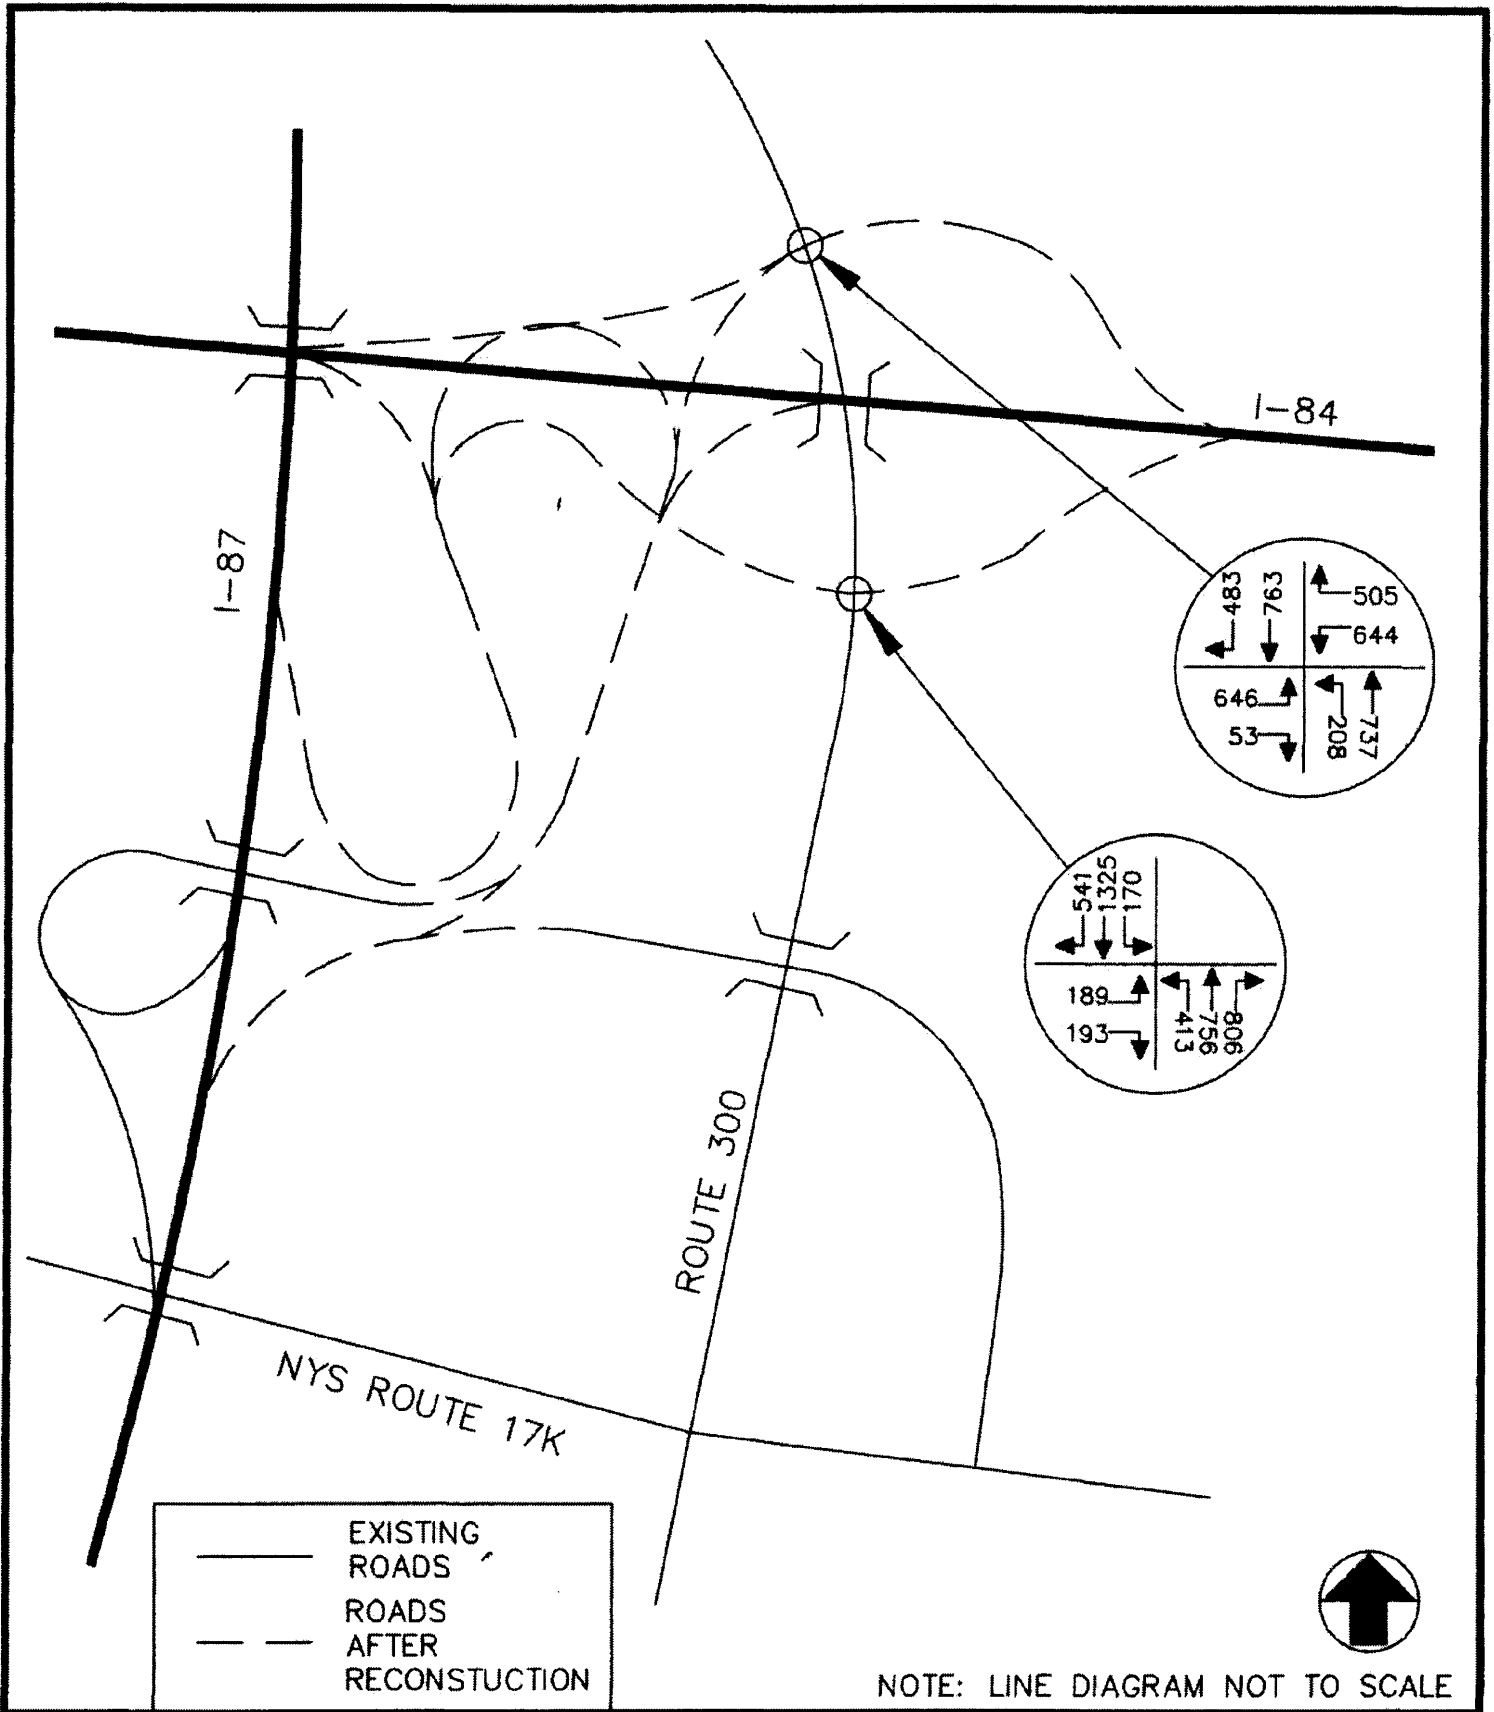 I-84
I-87
483
763
505
644
646
53
208
737
541
1325
170
189
193
413
756
806
ROUTE 300
NYS ROUTE 17K
EXISTING
ROADS
ROADS
AFTER
RECONSTUCTION
NOTE: LINE DIAGRAM NOT TO SCALE